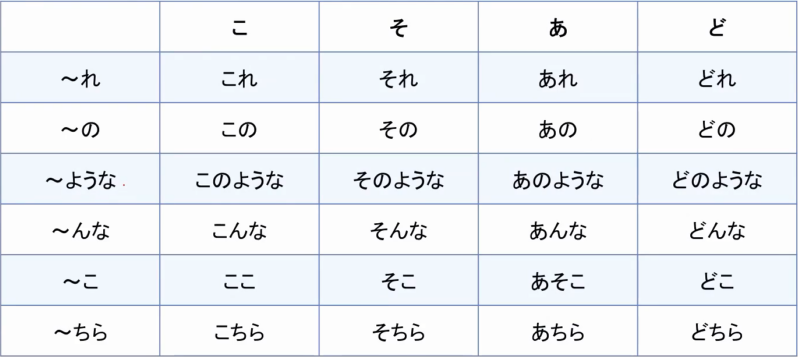 こ そ あ ど
～れ これ それ あれ どれ
～の この その あの どの
～ような このような そのような あのような どのような
～んな こんな そんな あんな どんな
～こ ここ そこ あそこ どこ
～ちら こちら そちら あちら どちら